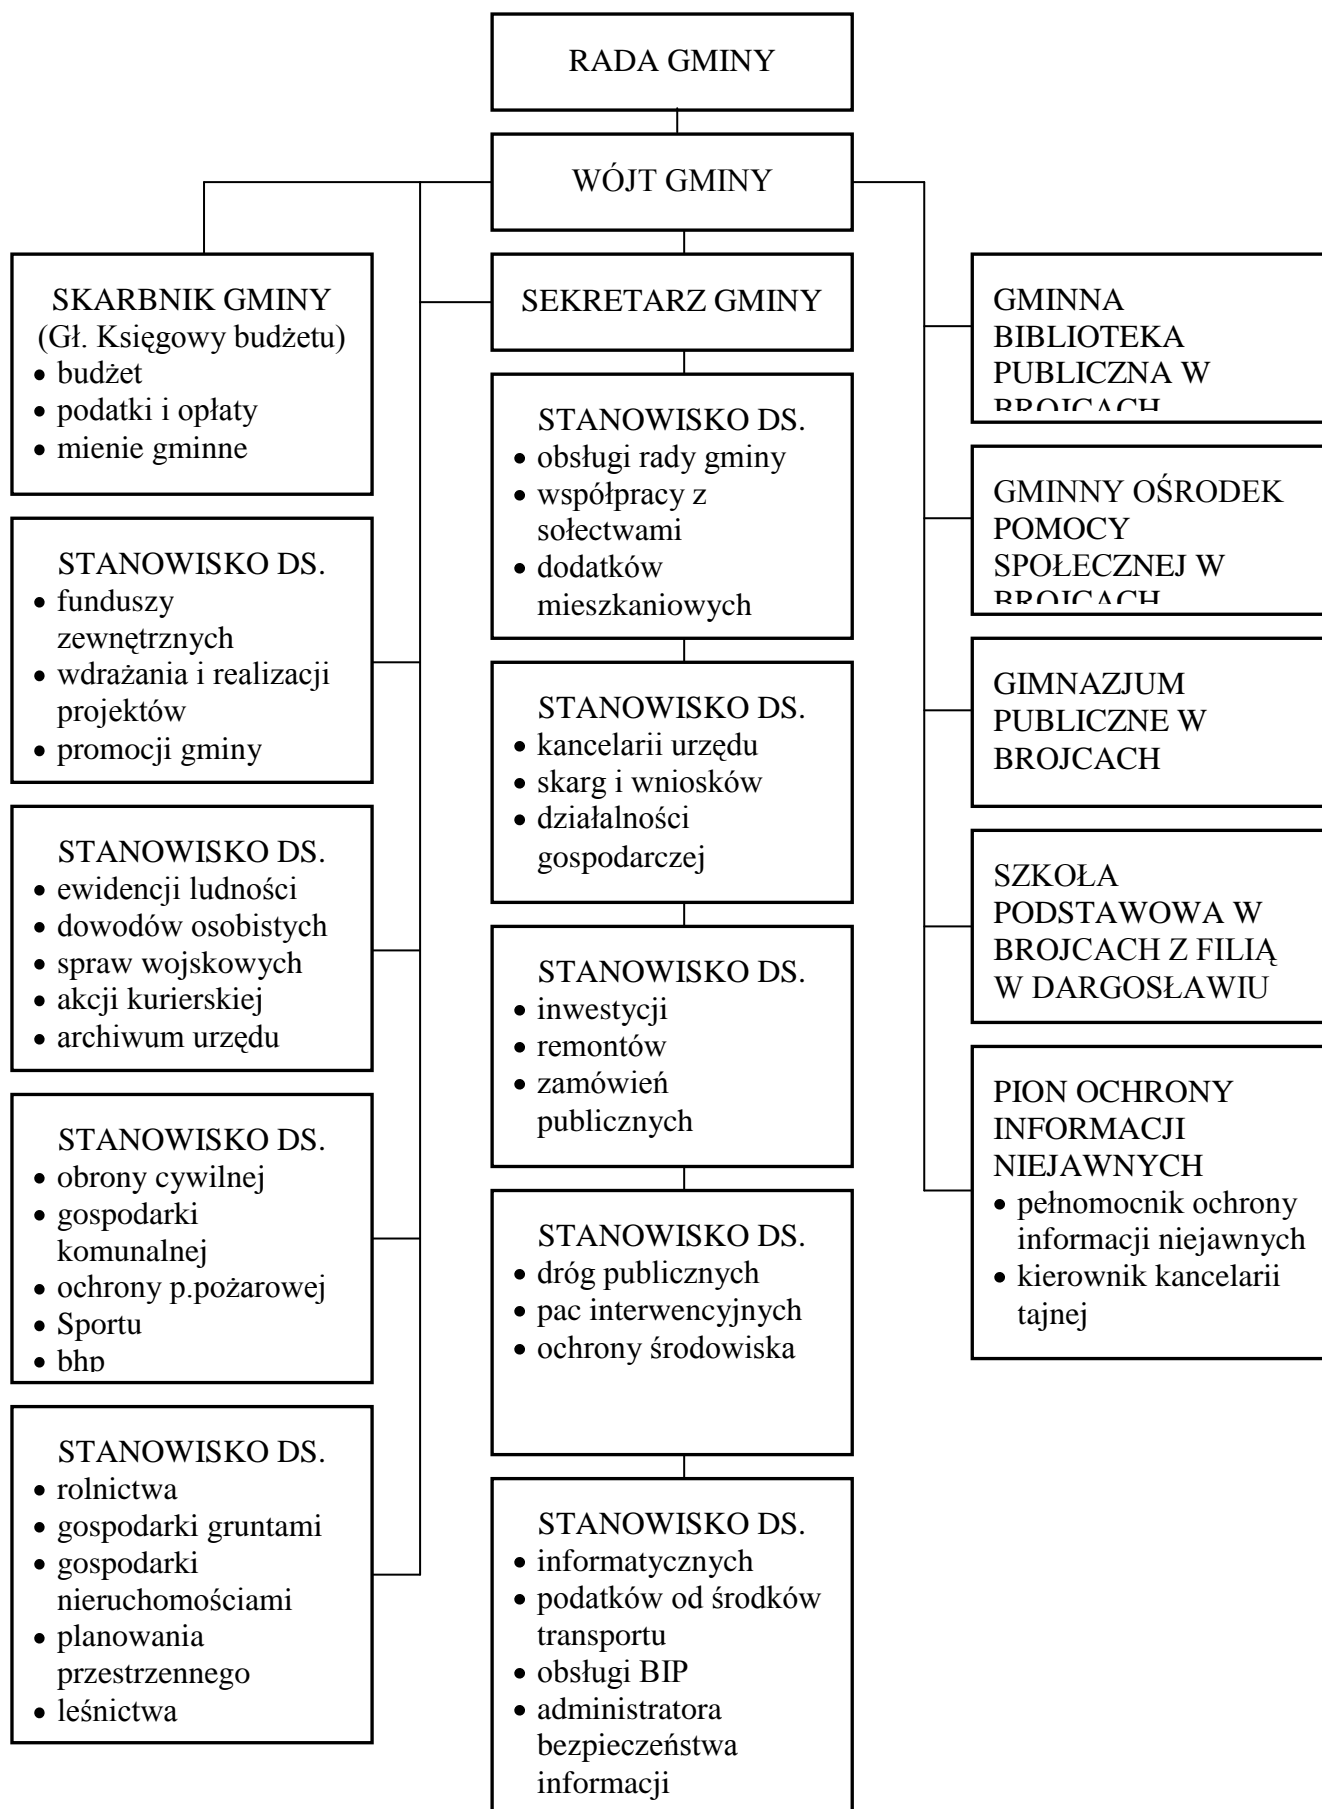 RADA GMINY
WÓJT GMINY
SKARBNIK GMINY
(Gł. Księgowy budżetu)
• budżet
• podatki i opłaty
• mienie gminne
STANOWISKO DS.
• funduszy
zewnętrznych
• wdrażania i realizacji
projektów
• promocji gminy
STANOWISKO DS.
• ewidencji ludności
• dowodów osobistych
• spraw wojskowych
• akcji kurierskiej
• archiwum urzędu
STANOWISKO DS.
• obrony cywilnej
• gospodarki
komunalnej
• ochrony p.pożarowej
• Sportu
• bhp
STANOWISKO DS.
• rolnictwa
• gospodarki gruntami
• gospodarki
nieruchomościami
• planowania
przestrzennego
• leśnictwa
SEKRETARZ GMINY
STANOWISKO DS.
• obsługi rady gminy
• współpracy z
sołectwami
• dodatków
mieszkaniowych
STANOWISKO DS.
• kancelarii urzędu
• skarg i wniosków
• działalności
gospodarczej
STANOWISKO DS.
• inwestycji
• remontów
• zamówień
publicznych
STANOWISKO DS.
• dróg publicznych
• pac interwencyjnych
• ochrony środowiska
STANOWISKO DS.
• informatycznych
• podatków od środków
transportu
• obsługi BIP
• administratora
bezpieczeństwa
informacji
GMINNA
BIBLIOTEKA
PUBLICZNA W
BROJCACH
GMINNY OŚRODEK
POMOCY
SPOŁECZNEJ W
BROJCACH
GIMNAZJUM
PUBLICZNE W
BROJCACH
SZKOŁA
PODSTAWOWA W
BROJCACH Z FILIĄ
W DARGOSŁAWIU
PION OCHRONY
INFORMACJI
NIEJAWNYCH
• pełnomocnik ochrony
informacji niejawnych
• kierownik kancelarii
tajnej